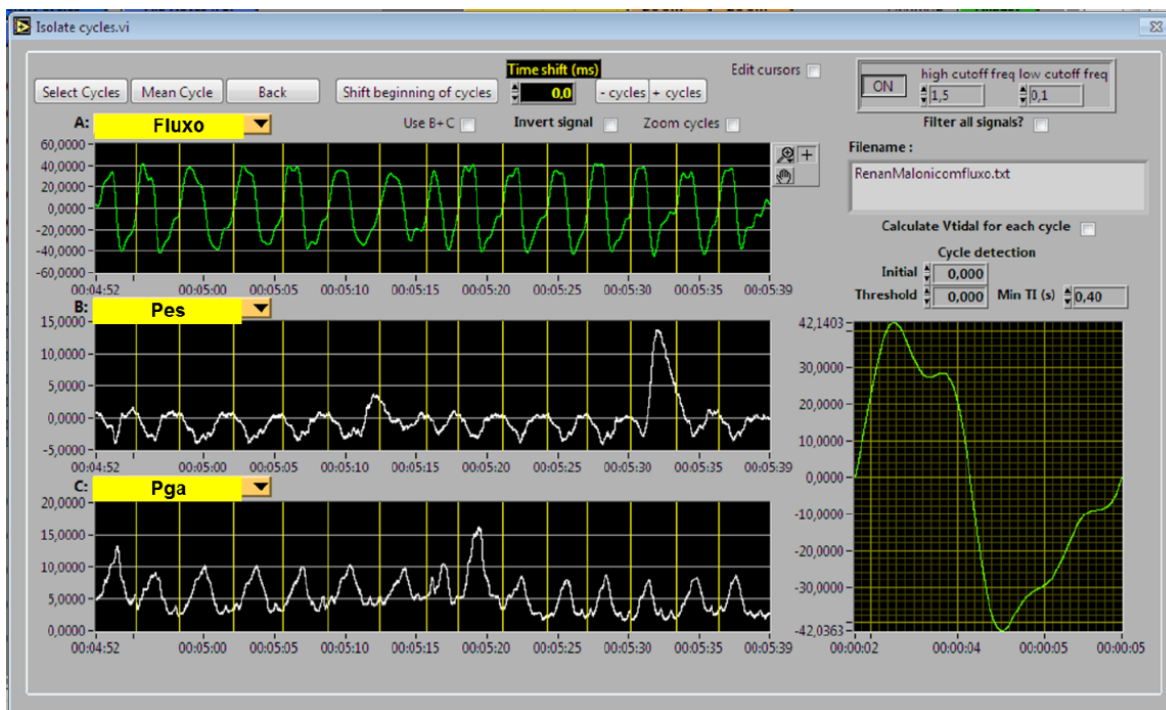 Isolate cycles.vi
Time shift (ms)
Edit cursors
Select Cycles Mean Cycle Back Shift beginning of cycles 0,0 - cycles + cycles
ON high cutoff freq low cutoff freq
1,5 0,1
A: Fluxo Use B+C Invert signal Zoom cycles Filter all signals?
60,0000
40,0000
20,0000
0,0000
-20,0000
-40,0000
-60,0000
00:04:52 00:05:00 00:05:05 00:05:10 00:05:15 00:05:20 00:05:25 00:05:30 00:05:35 00:05:39
Filename :
RenanMalonicomfluxo.txt
Calculate Vtidal for each cycle
Cycle detection
Initial 0,000
Threshold 0,000 Min TI (s) 0,40
B: Pes
15,0000
10,0000
5,0000
0,0000
-5,0000
00:04:52 00:05:00 00:05:05 00:05:10 00:05:15 00:05:20 00:05:25 00:05:30 00:05:35 00:05:39
C: Pga
20,0000
15,0000
10,0000
5,0000
0,0000
00:04:52 00:05:00 00:05:05 00:05:10 00:05:15 00:05:20 00:05:25 00:05:30 00:05:35 00:05:39
42,1403
30,0000
20,0000
10,0000
0,0000
-10,0000
-20,0000
-30,0000
-42,0363
00:00:02 00:00:04 00:00:05 00:00:05